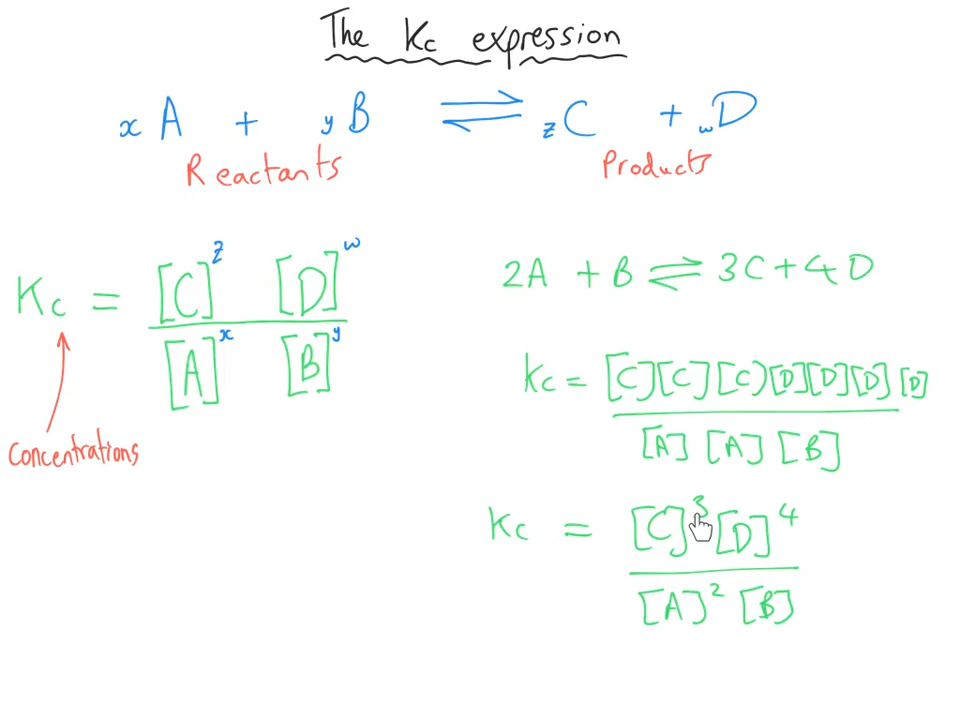 The Kc expression
xA + yB ⇌ zC + wD
Reactants Products
Kc = [C]^z [D]^w / [A]^x [B]^y
Concentrations
2A + B ⇌ 3C + 4D
Kc = [C][C][C][D][D][D][D] / [A][A][B]
Kc = [C]^3 [D]^4 / [A]^2 [B]